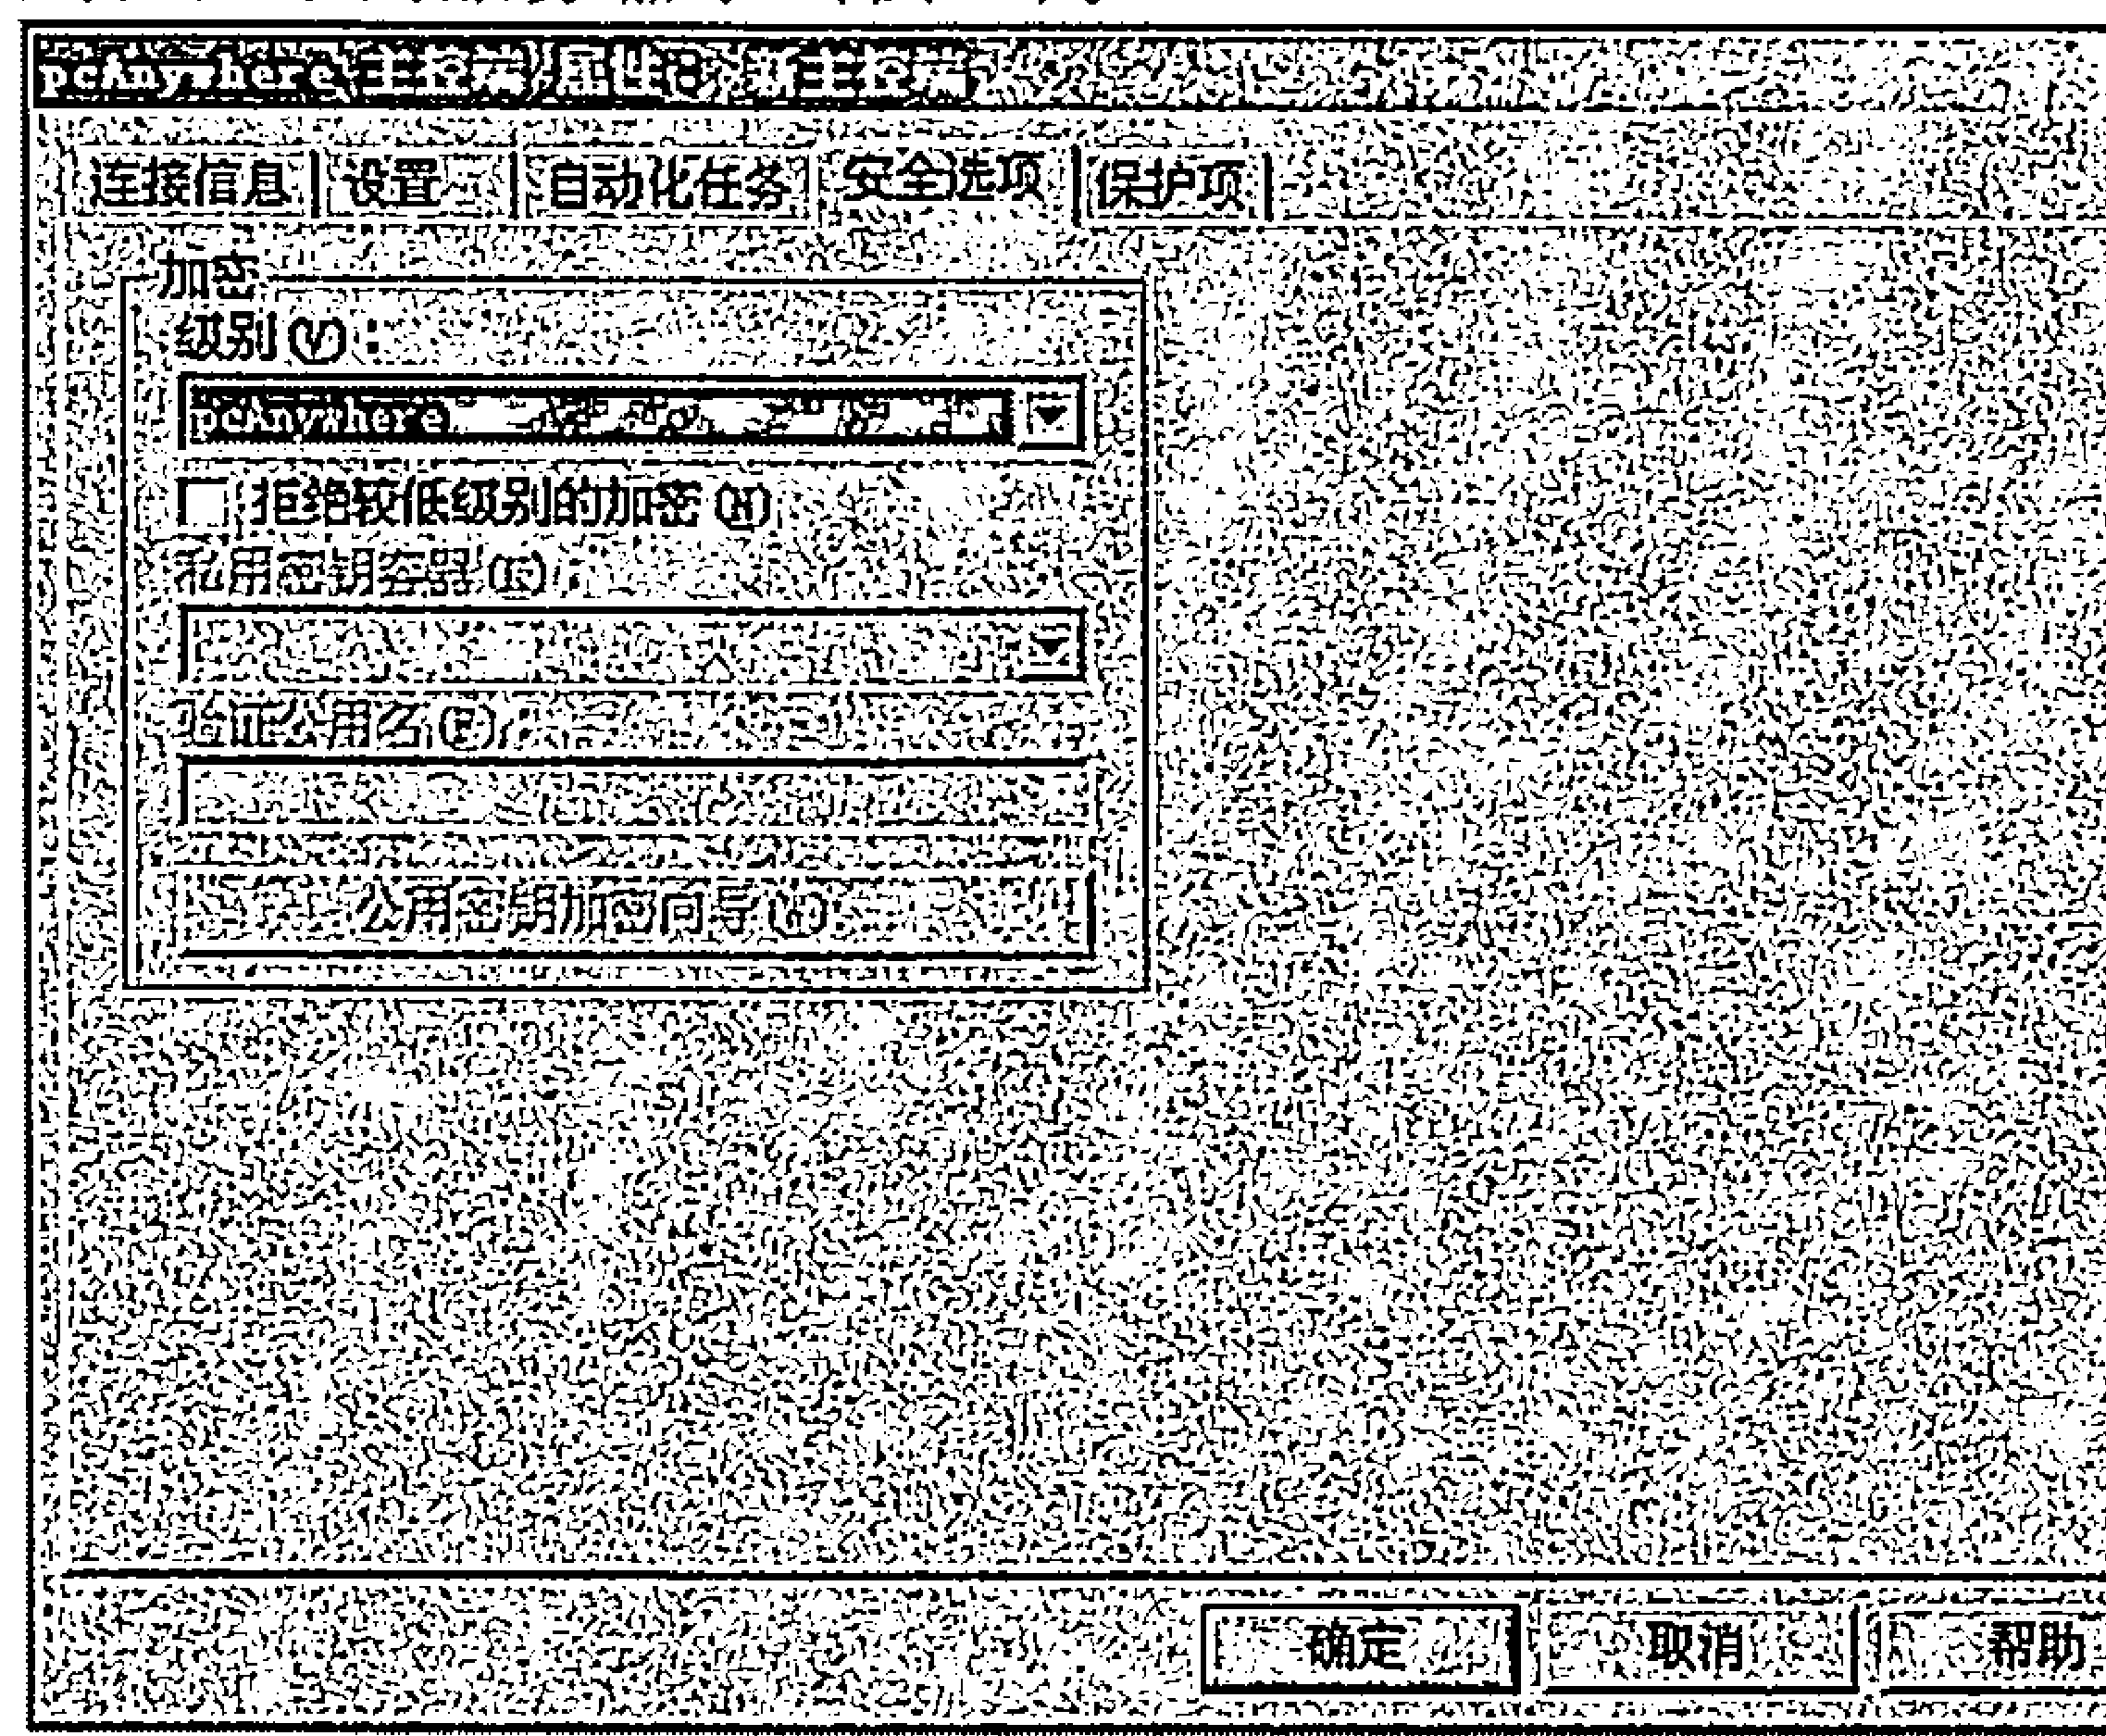 pcAnywhere 主控端 属性: 新主控端
连接信息 设置 自动化任务 安全选项 保护项
加密
级别(V):
pcAnywhere
拒绝较低级别的加密(N)
私用密钥容器(K):
验证公用名(F):
公用密钥加密向导(W)
确定 取消 帮助